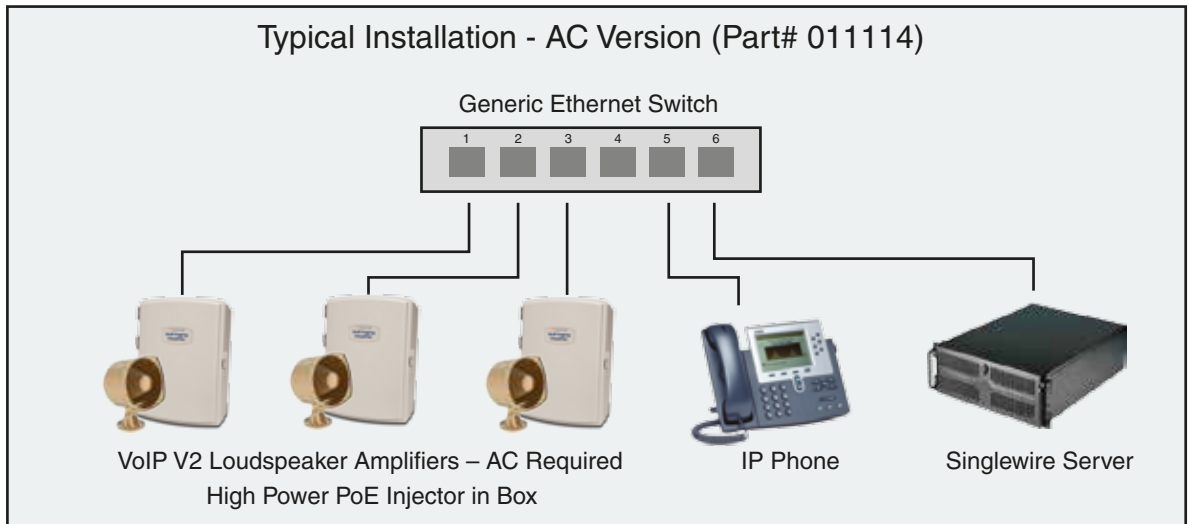 Typical Installation - AC Version (Part# 011114)
Generic Ethernet Switch
1 2 3 4 5 6
VoIP V2 Loudspeaker Amplifiers – AC Required
High Power PoE Injector in Box
IP Phone
Singlewire Server